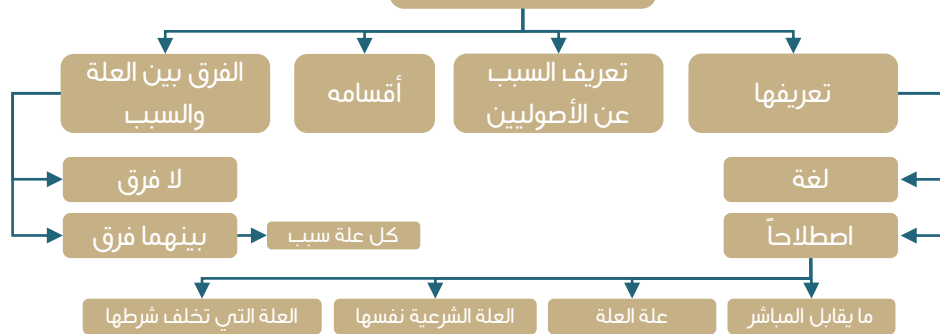 تعريفها
تعريف السبب
عن الأصوليين
أقسامه
الفرق بين العلة
والسبب
لغة
لا فرق
اصطلاحاً
بينهما فرق
كل علة سبب
ما يقابل المباشر
علة العلة
العلة الشرعية نفسها
العلة التي تخلف شرطها